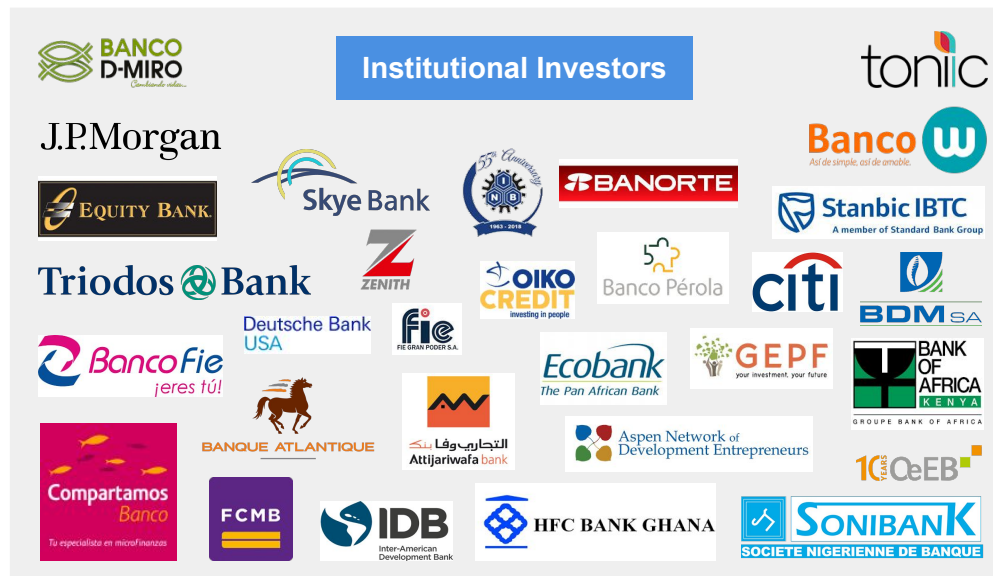 BANCO
D-MIRO
Cambiando vidas...
Institutional Investors
toniic
J.P.Morgan
Banco W
Así de simple, así de amable.
EQUITY BANK
Skye Bank
55th Anniversary
INB
1963 - 2018
BANORTE
Stanbic IBTC
A member of Standard Bank Group
Triodos Bank
ZENITH
OIKO
CREDIT
investing in people
Banco Pérola
citi
BDM SA
Banco Fie
¡eres tú!
Deutsche Bank
USA
fie
FIE GRAN PODER S.A.
Ecobank
The Pan African Bank
GEPF
your investment, your future
BANK
OF
AFRICA
KENYA
GROUPE BANK OF AFRICA
BANQUE ATLANTIQUE
التجاري وفا بنك
Attijariwafa bank
Aspen Network of
Development Entrepreneurs
10 YEARS OeEB
Compartamos
Banco
Tu especialista en microfinanzas
FCMB
IDB
Inter-American
Development Bank
HFC BANK GHANA
SONIBANK
SOCIETE NIGERIENNE DE BANQUE